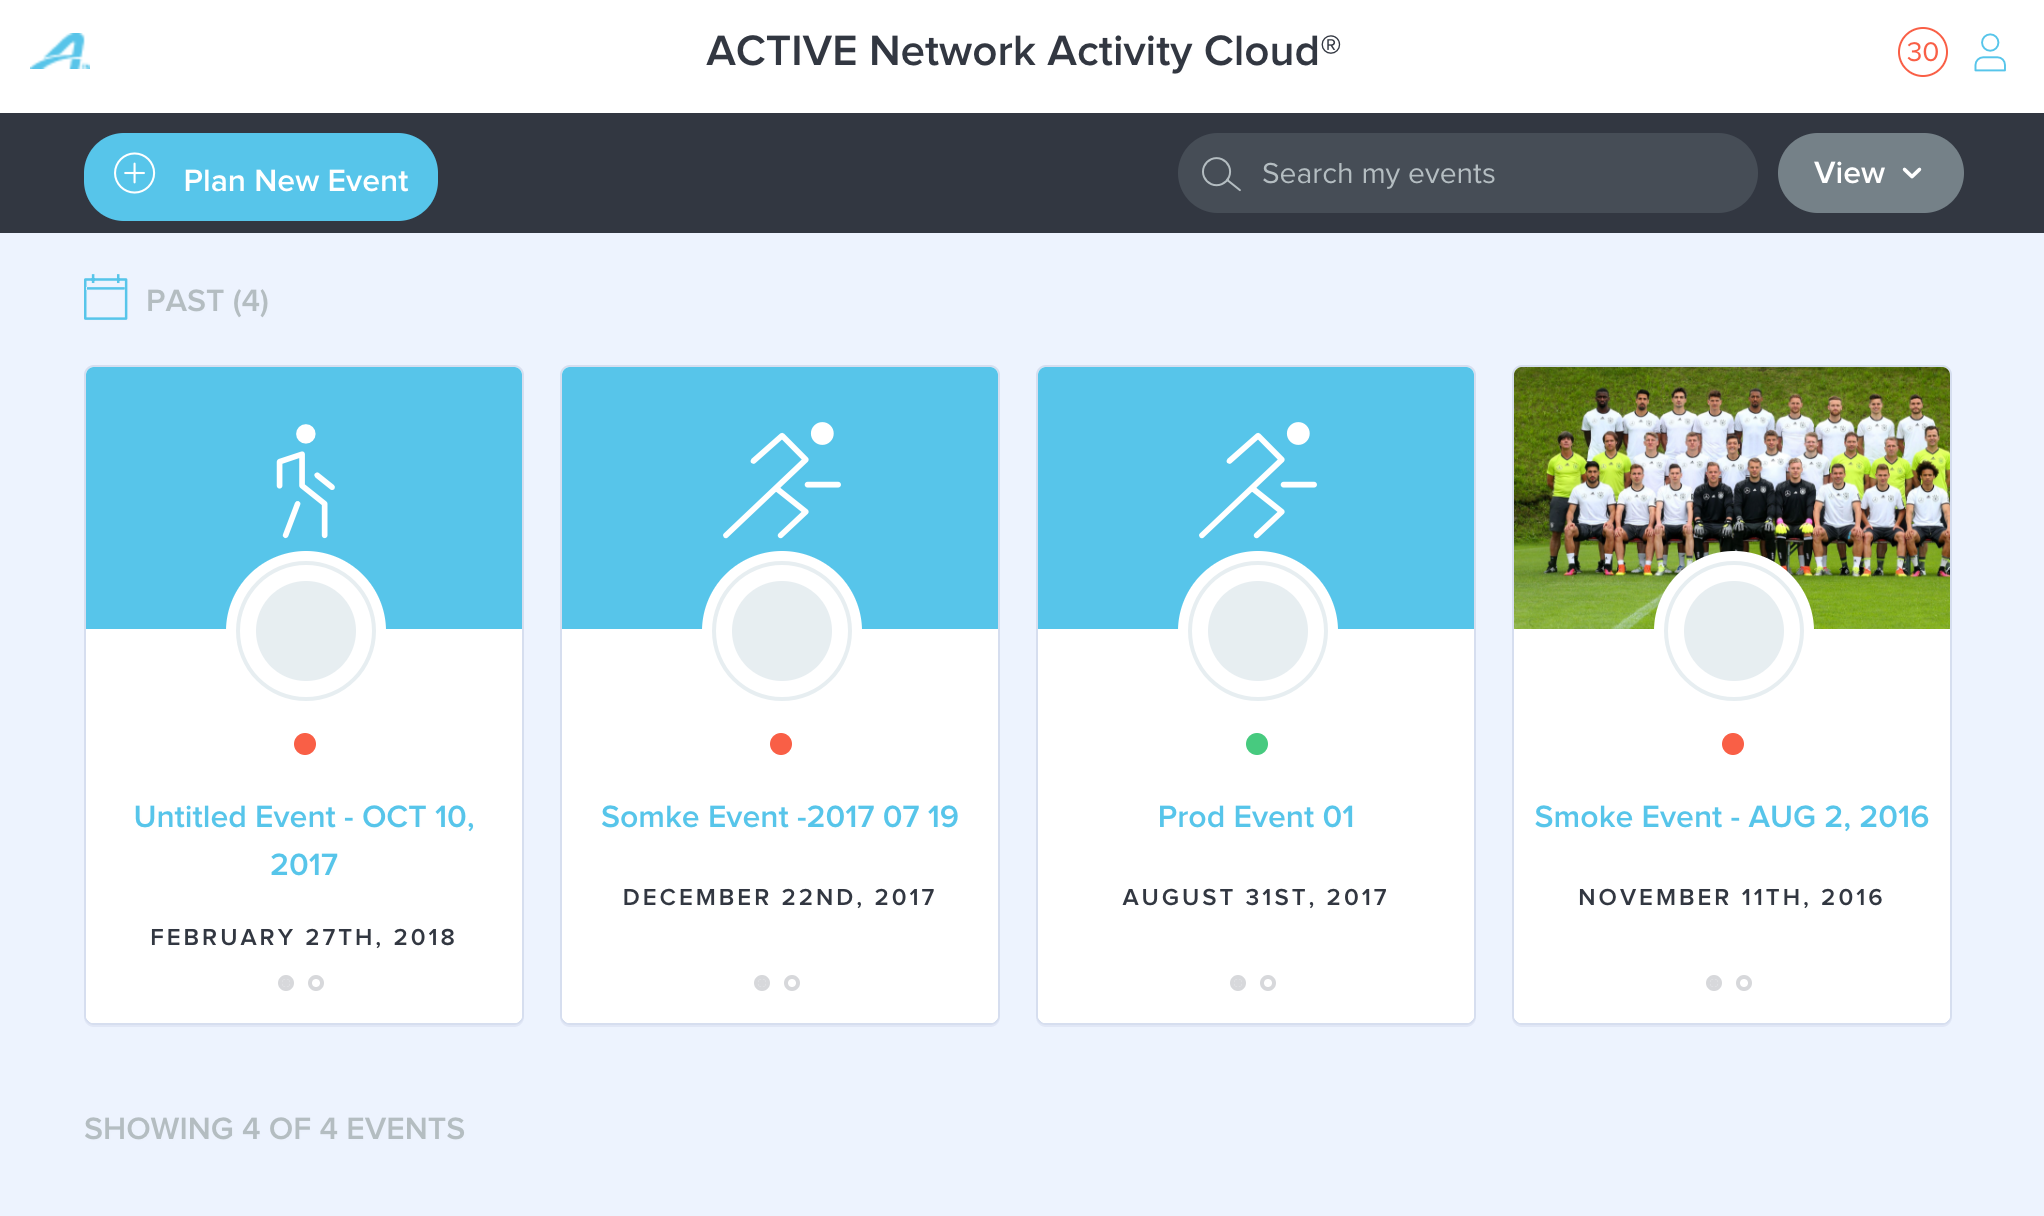 ACTIVE Network Activity Cloud®
30
Plan New Event
Search my events
View
PAST (4)
Untitled Event - OCT 10,
2017
FEBRUARY 27TH, 2018
Somke Event -2017 07 19
DECEMBER 22ND, 2017
Prod Event 01
AUGUST 31ST, 2017
Smoke Event - AUG 2, 2016
NOVEMBER 11TH, 2016
SHOWING 4 OF 4 EVENTS